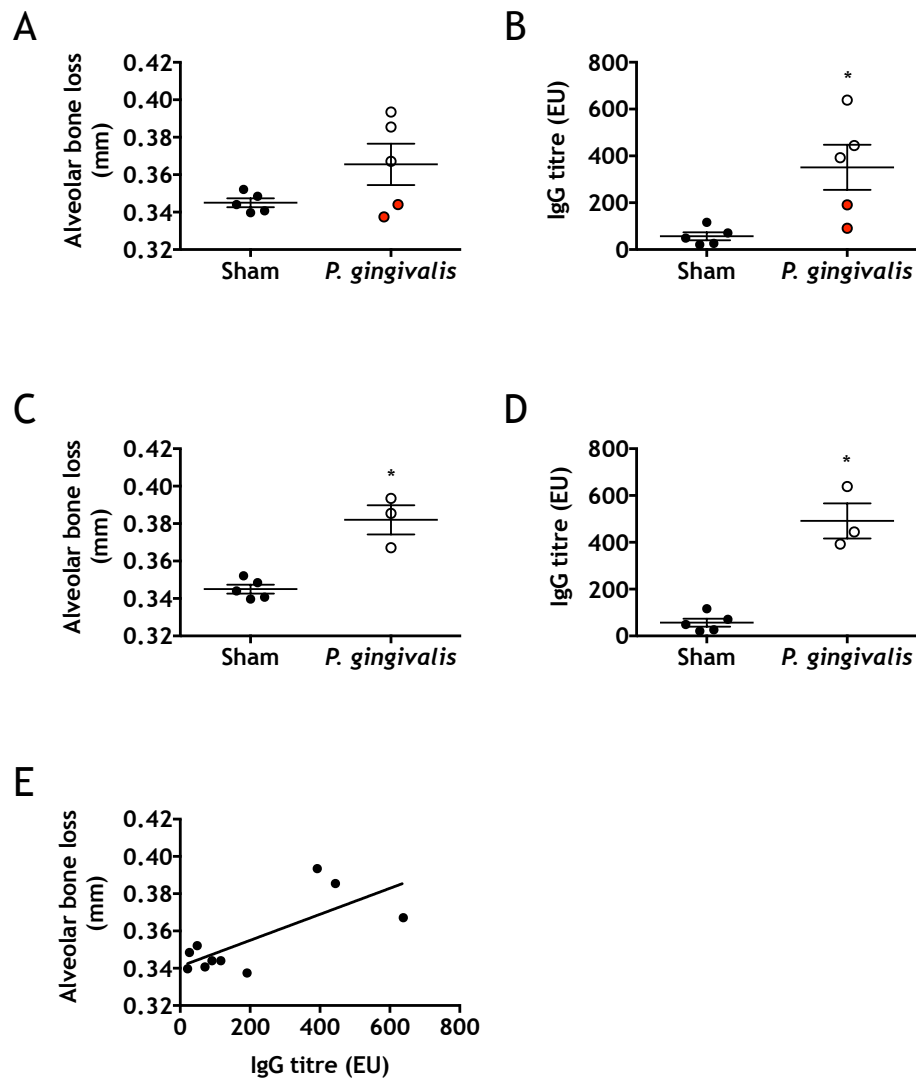 A
Alveolar bone loss
(mm)
0.42
0.40
0.38
0.36
0.34
0.32
Sham
P. gingivalis
B
IgG titre (EU)
800
600
400
200
0
*
Sham
P. gingivalis
C
Alveolar bone loss
(mm)
0.42
0.40
0.38
0.36
0.34
0.32
*
Sham
P. gingivalis
D
IgG titre (EU)
800
600
400
200
0
*
Sham
P. gingivalis
E
Alveolar bone loss
(mm)
0.42
0.40
0.38
0.36
0.34
0.32
0 200 400 600 800
IgG titre (EU)